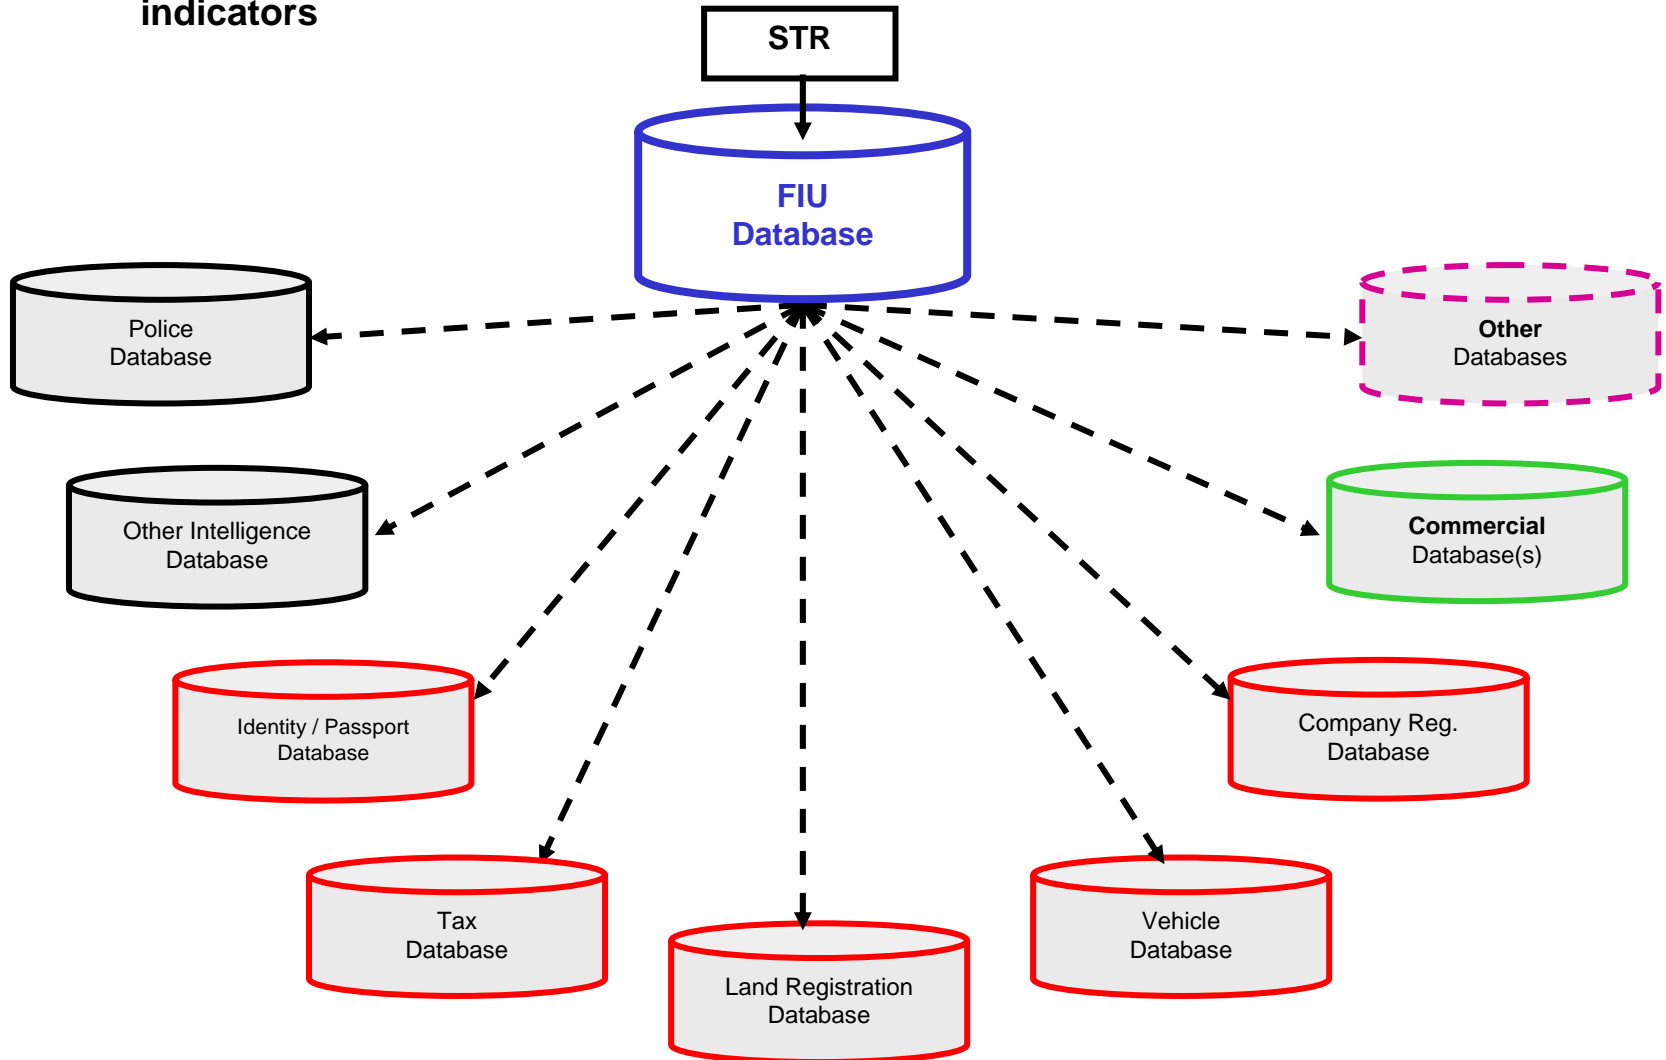 indicators
STR
FIU
Database
Police
Database
Other
Databases
Other Intelligence
Database
Commercial
Database(s)
Identity / Passport
Database
Company Reg.
Database
Tax
Database
Vehicle
Database
Land Registration
Database